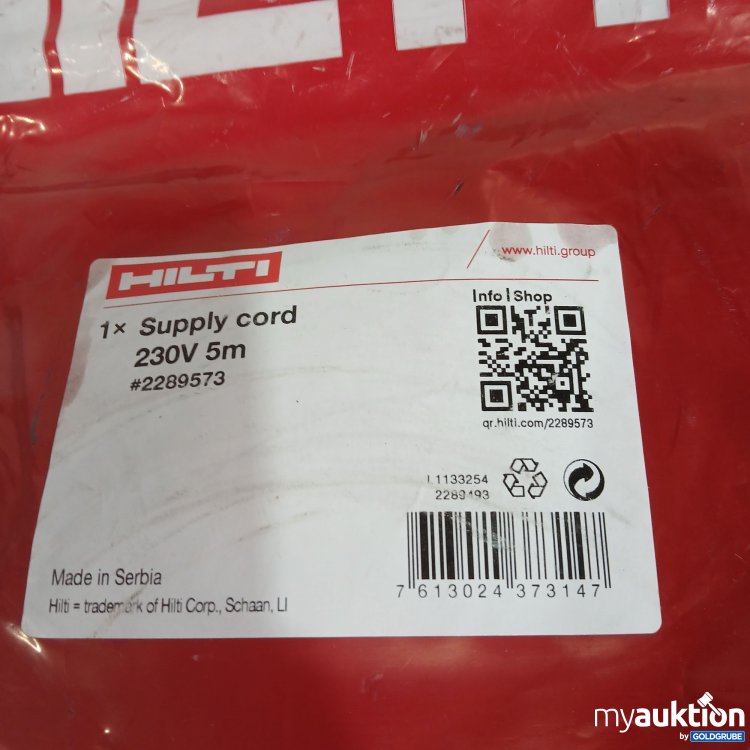 HILTI
www.hilti.group
1× Supply cord
230V 5m
#2289573
Info | Shop
qr.hilti.com/2289573
L1133254
2289493
Made in Serbia
Hilti = trademark of Hilti Corp., Schaan, LI
7 613024 373147
myauktion
by GOLDGRUBE